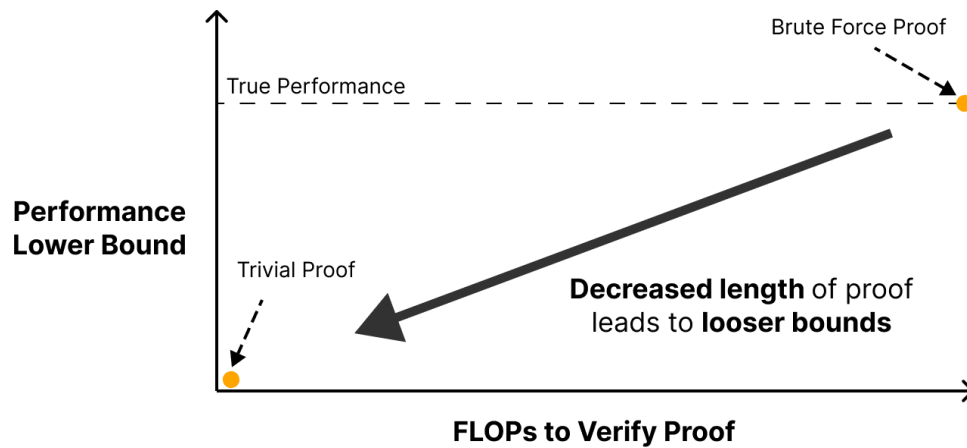 Brute Force Proof
True Performance
Performance
Lower Bound
Trivial Proof
Decreased length of proof
leads to looser bounds
FLOPs to Verify Proof